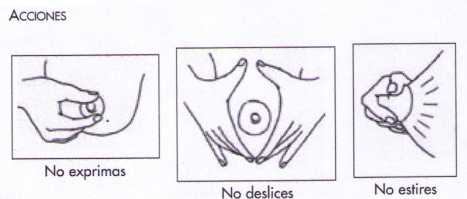 ACCIONES
No exprimas
No deslices
No estires